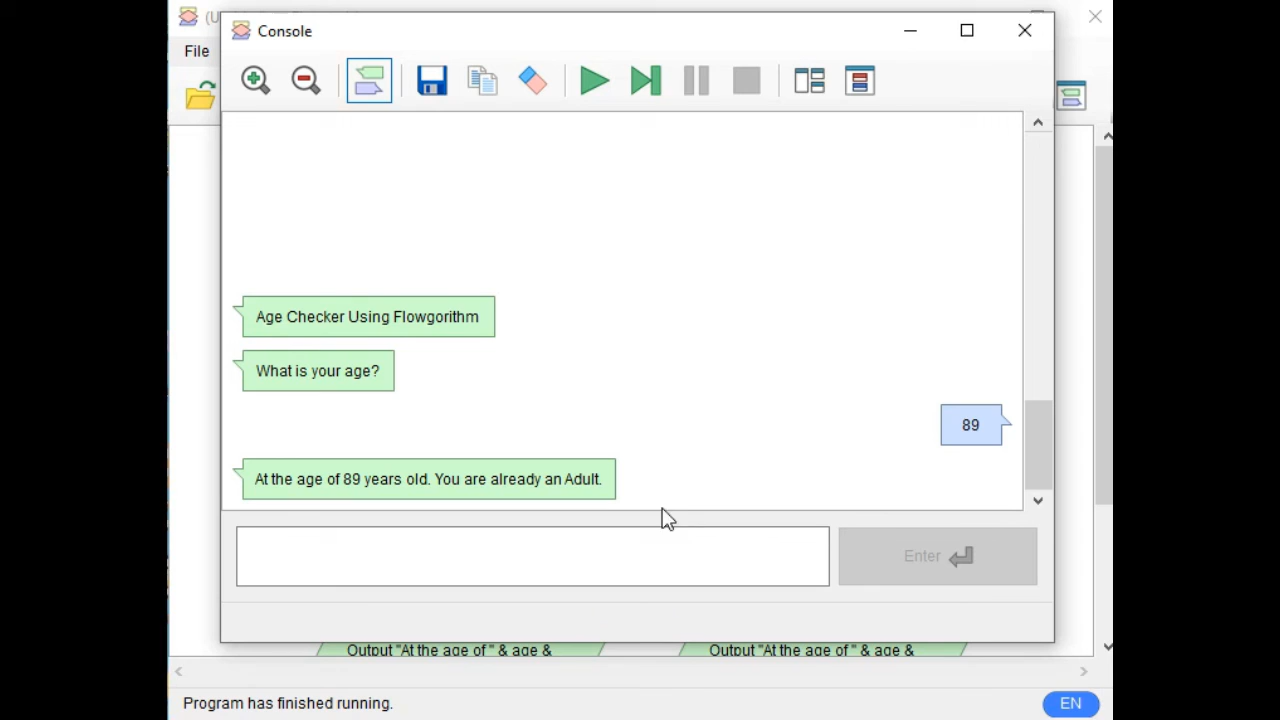 (U
Console
File
Age Checker Using Flowgorithm
What is your age?
89
At the age of 89 years old. You are already an Adult.
Enter
Output "At the age of " & age &
Output "At the age of " & age &
Program has finished running.
EN